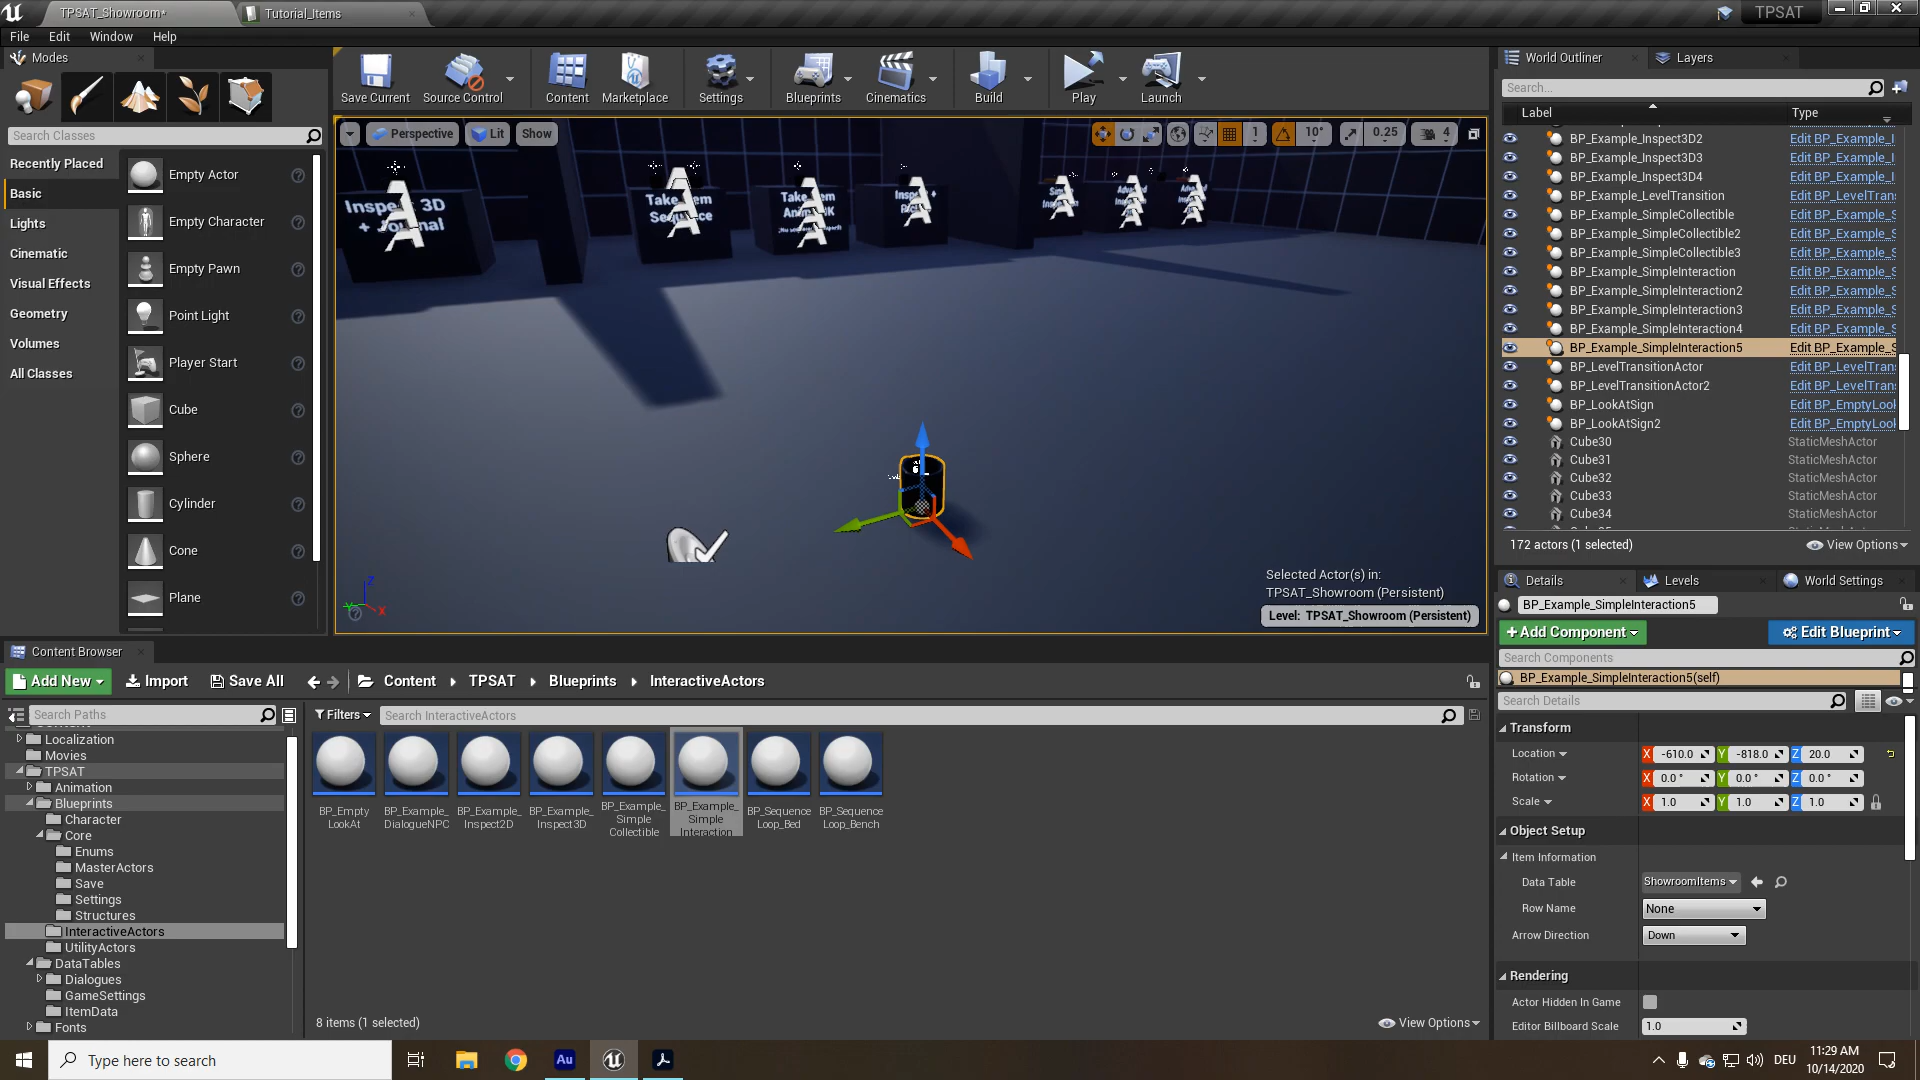 TPSAT_Showroom*
Tutorial_Items
TPSAT
File
Edit
Window
Help
Modes
Save Current
Source Control
Content
Marketplace
Settings
Blueprints
Cinematics
Build
Play
Launch
Search Classes
Recently Placed
Basic
Lights
Cinematic
Visual Effects
Geometry
Volumes
All Classes
Empty Actor
Empty Character
Empty Pawn
Point Light
Player Start
Cube
Sphere
Cylinder
Cone
Plane
Perspective
Lit
Show
1
10°
0.25
4
Selected Actor(s) in:
TPSAT_Showroom (Persistent)
Level: TPSAT_Showroom (Persistent)
World Outliner
Layers
Search...
Label
Type
BP_Example_Inspect3D2
Edit BP_Example_I
BP_Example_Inspect3D3
Edit BP_Example_I
BP_Example_Inspect3D4
Edit BP_Example_I
BP_Example_LevelTransition
Edit BP_LevelTran
BP_Example_SimpleCollectible
Edit BP_Example_S
BP_Example_SimpleCollectible2
Edit BP_Example_S
BP_Example_SimpleCollectible3
Edit BP_Example_S
BP_Example_SimpleInteraction
Edit BP_Example_S
BP_Example_SimpleInteraction2
Edit BP_Example_S
BP_Example_SimpleInteraction3
Edit BP_Example_S
BP_Example_SimpleInteraction4
Edit BP_Example_S
BP_Example_SimpleInteraction5
Edit BP_Example_S
BP_LevelTransitionActor
Edit BP_LevelTran
BP_LevelTransitionActor2
Edit BP_LevelTran
BP_LookAtSign
Edit BP_EmptyLook
BP_LookAtSign2
Edit BP_EmptyLook
Cube30
StaticMeshActor
Cube31
StaticMeshActor
Cube32
StaticMeshActor
Cube33
StaticMeshActor
Cube34
StaticMeshActor
172 actors (1 selected)
View Options
Details
Levels
World Settings
BP_Example_SimpleInteraction5
+Add Component
Edit Blueprint
Search Components
BP_Example_SimpleInteraction5(self)
Search Details
Transform
Location
X -610.0
Y -818.0
Z 20.0
Rotation
X 0.0 °
Y 0.0 °
Z 0.0 °
Scale
X 1.0
Y 1.0
Z 1.0
Object Setup
Item Information
Data Table
ShowroomItems
Row Name
None
Arrow Direction
Down
Rendering
Actor Hidden In Game
Editor Billboard Scale
1.0
Content Browser
Add New
Import
Save All
Content
TPSAT
Blueprints
InteractiveActors
Search Paths
Filters
Search InteractiveActors
Localization
Movies
TPSAT
Animation
Blueprints
Character
Core
Enums
MasterActors
Save
Settings
Structures
InteractiveActors
UtilityActors
DataTables
Dialogues
GameSettings
ItemData
Fonts
BP_Empty
LookAt
BP_Example_
DialogueNPC
BP_Example_
Inspect2D
BP_Example_
Inspect3D
BP_Example_
Simple
Collectible
BP_Example_
Simple
Interaction
BP_Sequence
Loop_Bed
BP_Sequence
Loop_Bench
8 items (1 selected)
View Options
Type here to search
Au
DEU
11:29 AM
10/14/2020